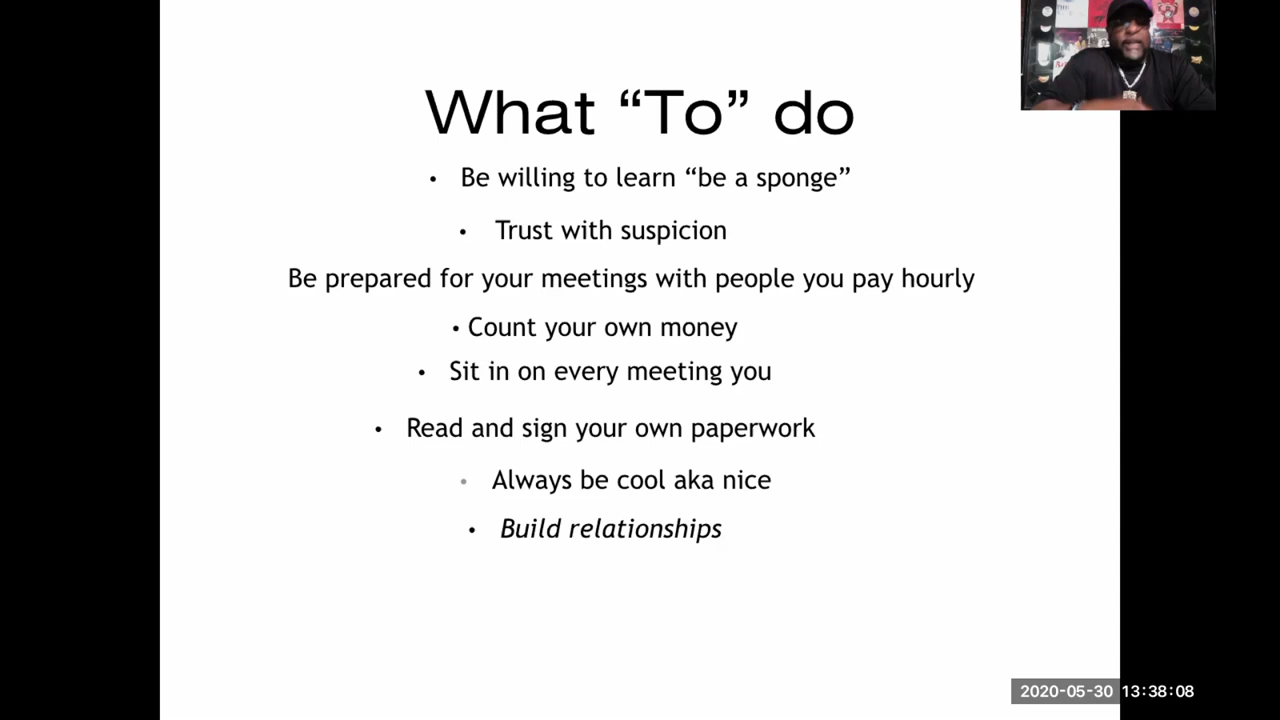 What “To” do
• Be willing to learn “be a sponge”
• Trust with suspicion
Be prepared for your meetings with people you pay hourly
• Count your own money
• Sit in on every meeting you
• Read and sign your own paperwork
• Always be cool aka nice
• Build relationships
2020-05-30 13:38:08